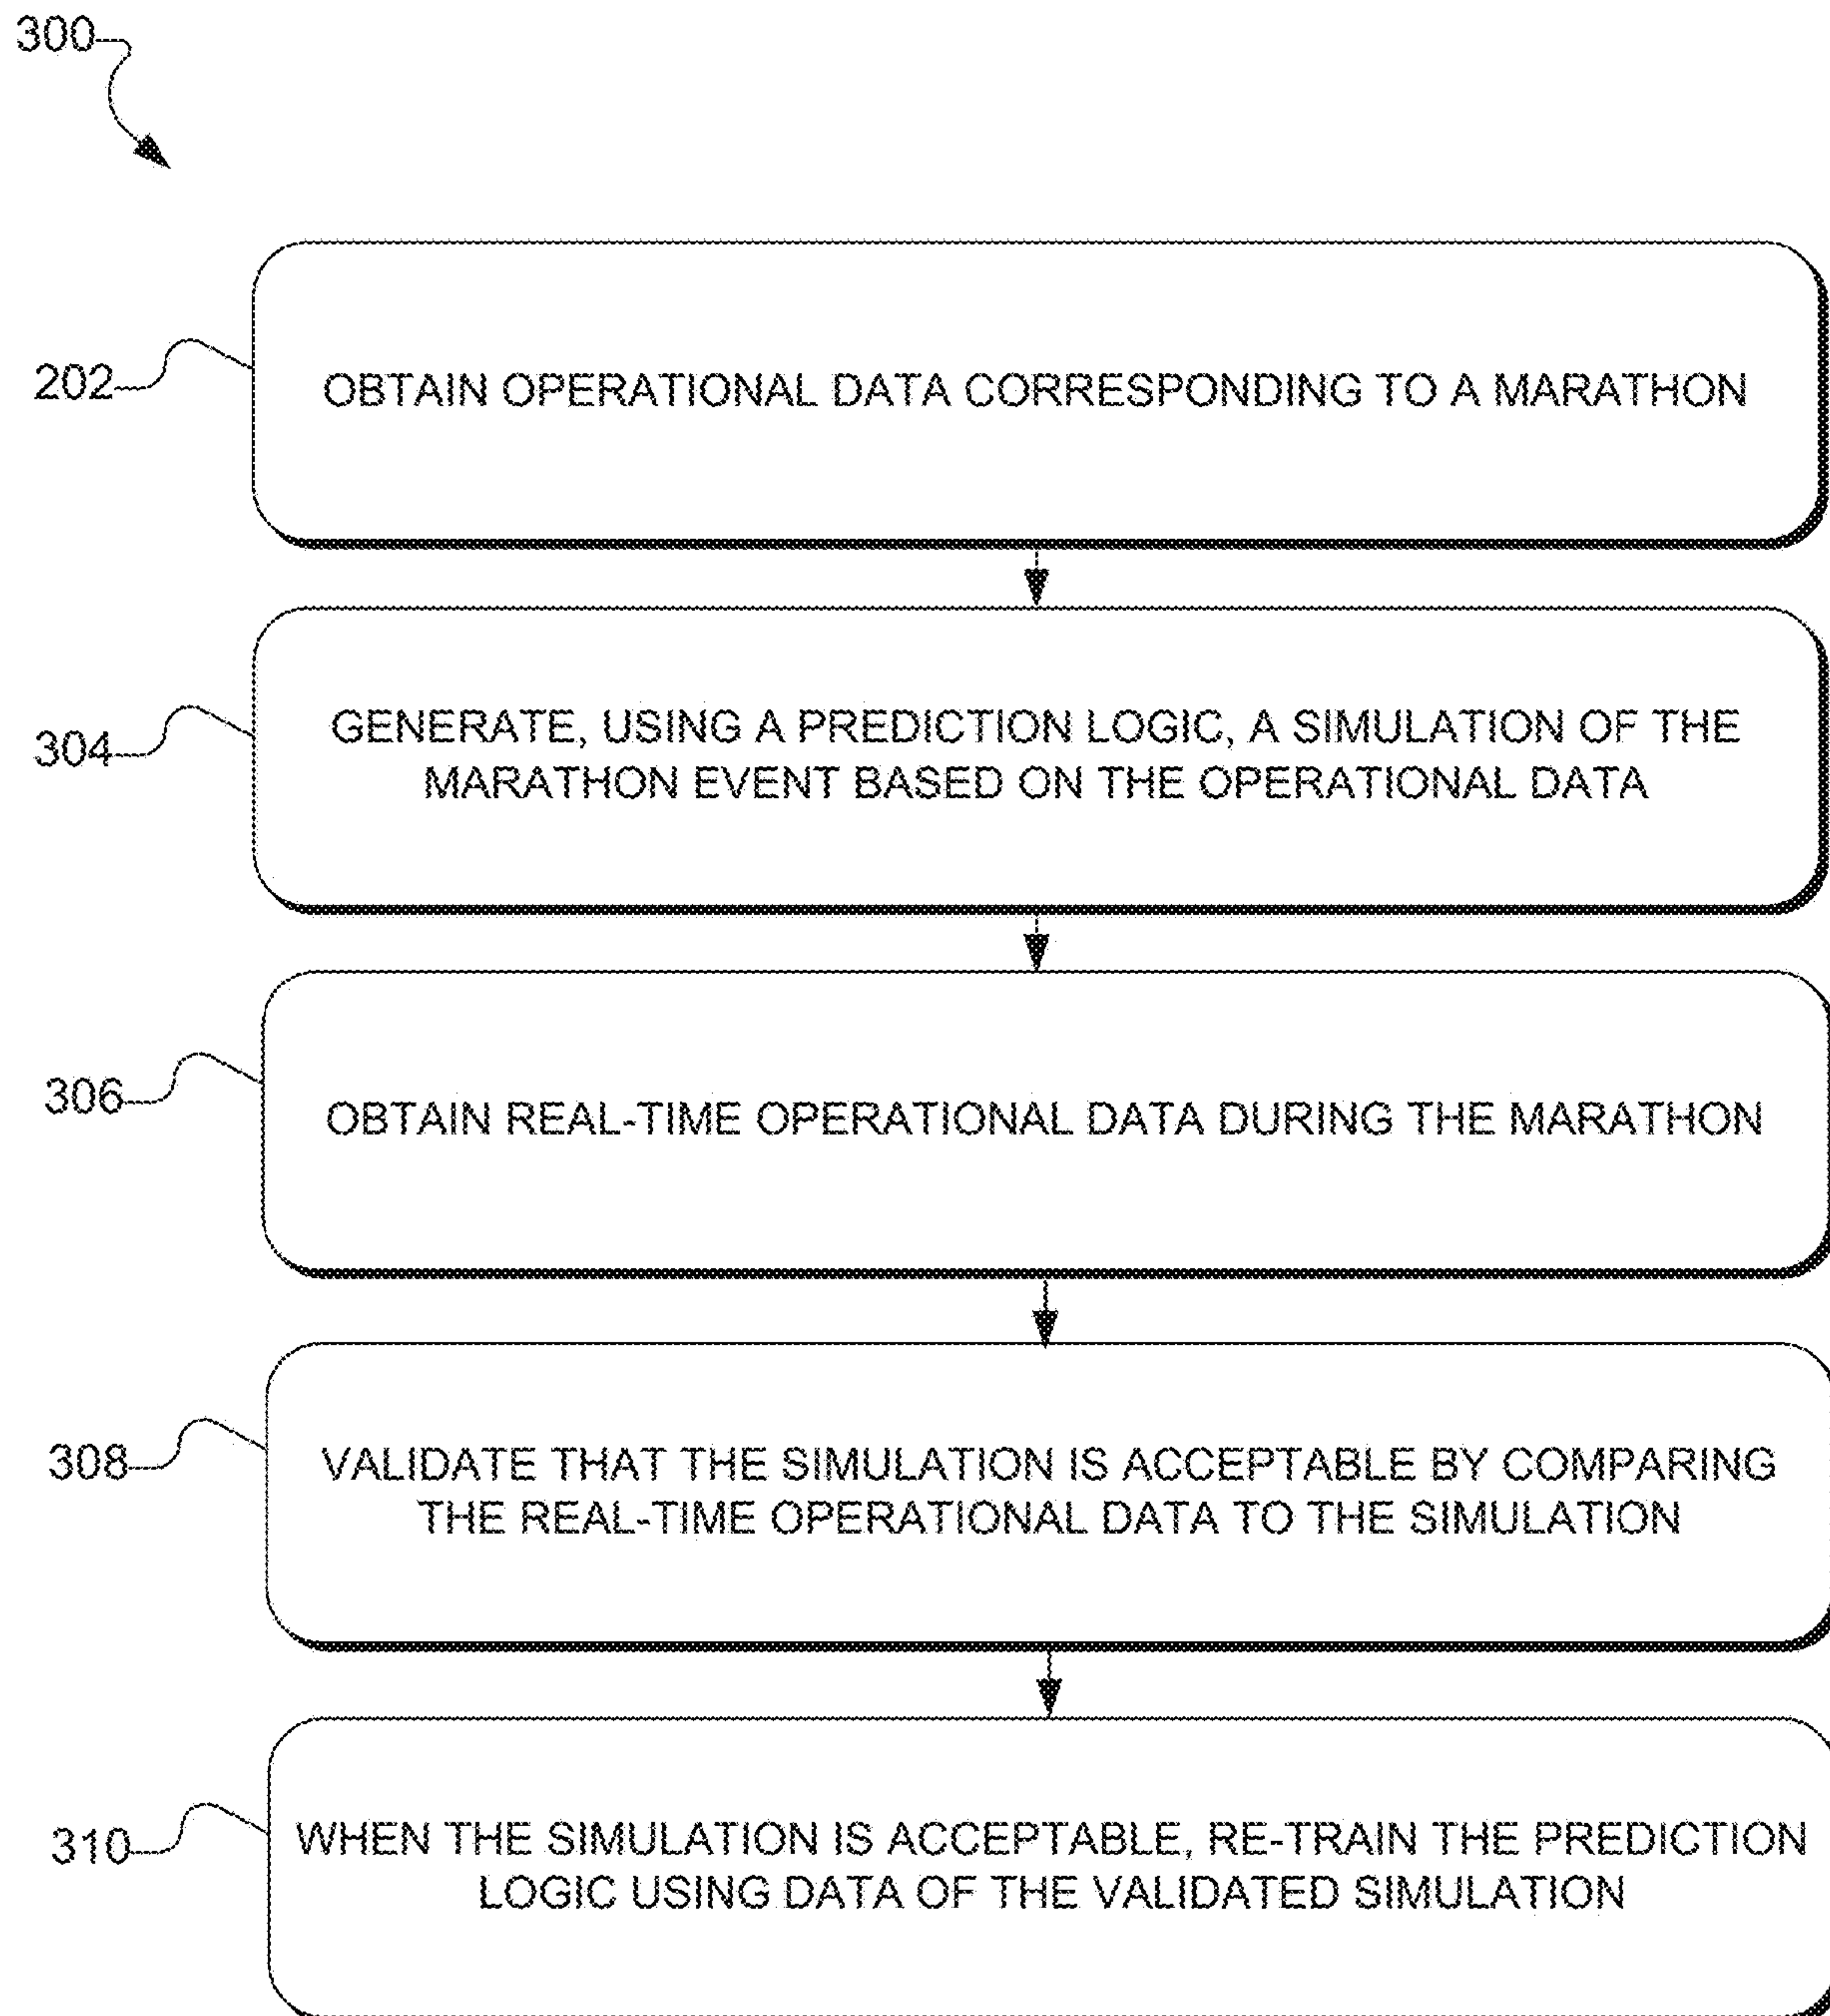 300
202
OBTAIN OPERATIONAL DATA CORRESPONDING TO A MARATHON
304
GENERATE, USING A PREDICTION LOGIC, A SIMULATION OF THE
MARATHON EVENT BASED ON THE OPERATIONAL DATA
306
OBTAIN REAL-TIME OPERATIONAL DATA DURING THE MARATHON
308
VALIDATE THAT THE SIMULATION IS ACCEPTABLE BY COMPARING
THE REAL-TIME OPERATIONAL DATA TO THE SIMULATION
310
WHEN THE SIMULATION IS ACCEPTABLE, RE-TRAIN THE PREDICTION
LOGIC USING DATA OF THE VALIDATED SIMULATION